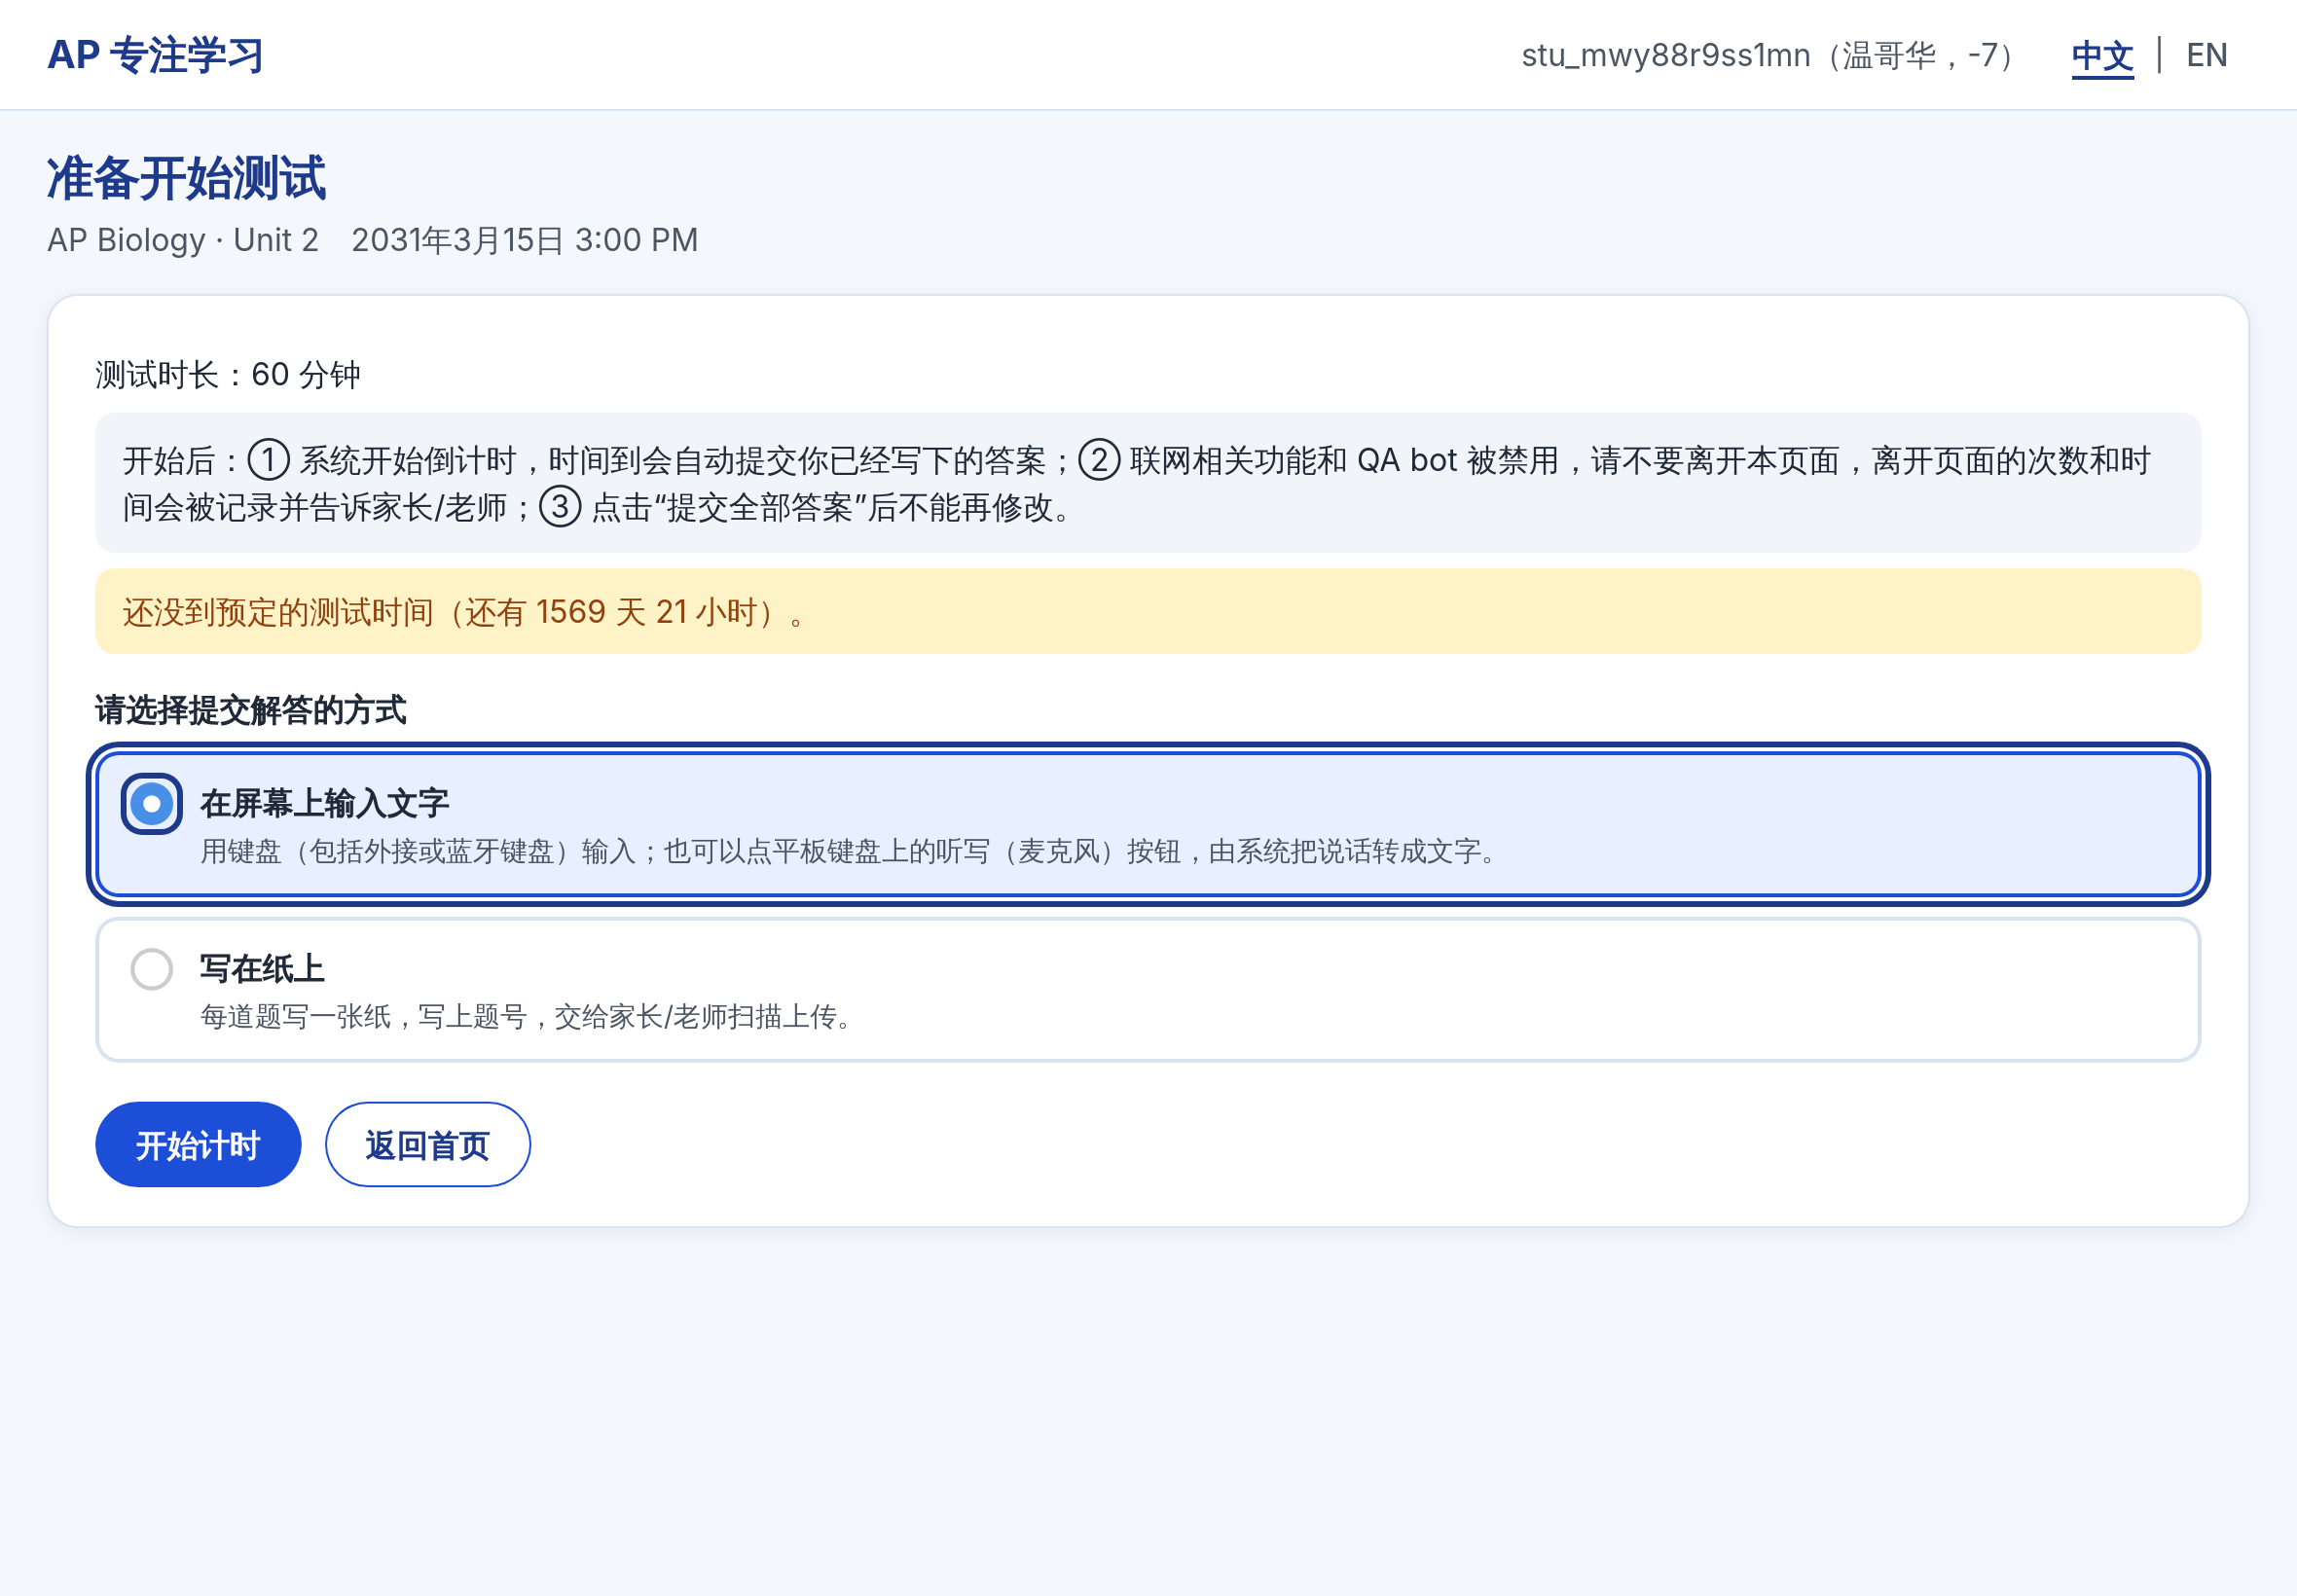 AP 专注学习
stu_mwy88r9ss1mn（温哥华，-7） 中文 | EN
准备开始测试
AP Biology · Unit 2 2031年3月15日 3:00 PM
测试时长：60 分钟
开始后：① 系统开始倒计时，时间到会自动提交你已经写下的答案；② 联网相关功能和 QA bot 被禁用，请不要离开本页面，离开页面的次数和时
间会被记录并告诉家长/老师；③ 点击“提交全部答案”后不能再修改。
还没到预定的测试时间（还有 1569 天 21 小时）。
请选择提交解答的方式
在屏幕上输入文字
用键盘（包括外接或蓝牙键盘）输入；也可以点平板键盘上的听写（麦克风）按钮，由系统把说话转成文字。
写在纸上
每道题写一张纸，写上题号，交给家长/老师扫描上传。
开始计时 返回首页